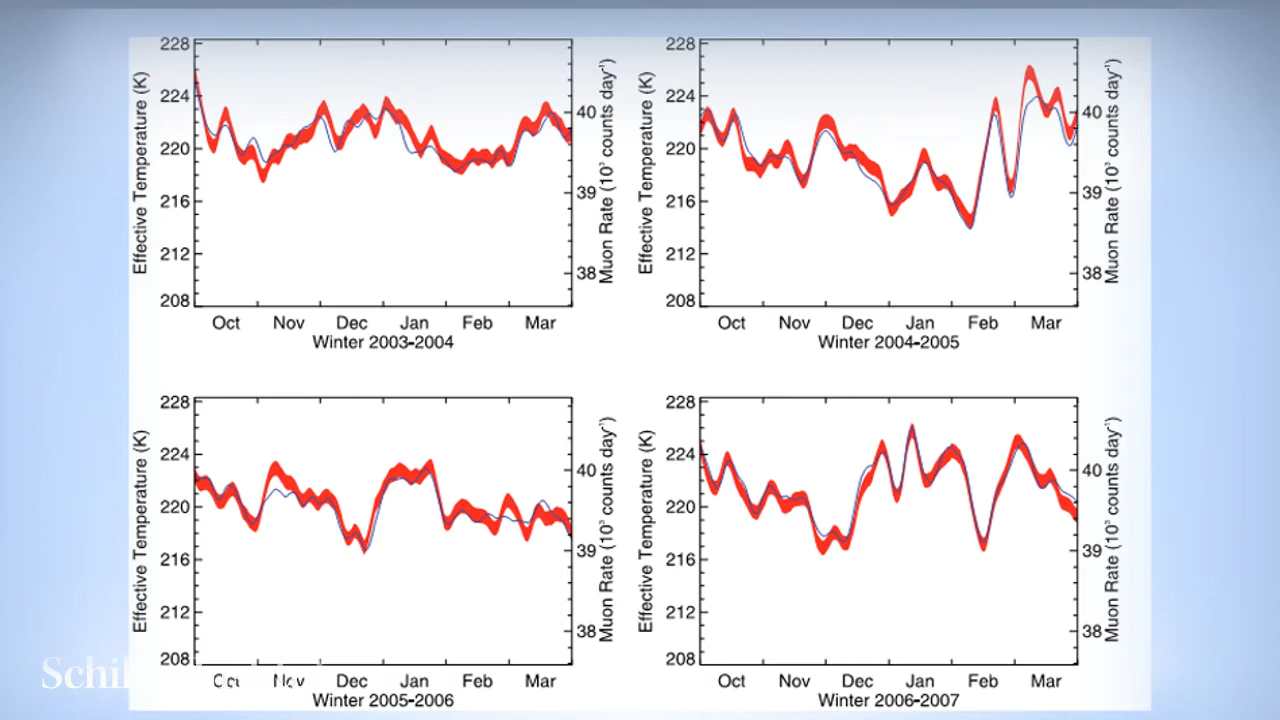 228
224
220
216
212
208
Effective Temperature (K)
40
39
38
Muon Rate (10³ counts day⁻¹)
Oct Nov Dec Jan Feb Mar
Winter 2003-2004
228
224
220
216
212
208
Effective Temperature (K)
40
39
38
Muon Rate (10³ counts day⁻¹)
Oct Nov Dec Jan Feb Mar
Winter 2004-2005
228
224
220
216
212
208
Effective Temperature (K)
40
39
38
Muon Rate (10³ counts day⁻¹)
Oct Nov Dec Jan Feb Mar
Winter 2005-2006
228
224
220
216
212
208
Effective Temperature (K)
40
39
38
Muon Rate (10³ counts day⁻¹)
Oct Nov Dec Jan Feb Mar
Winter 2006-2007